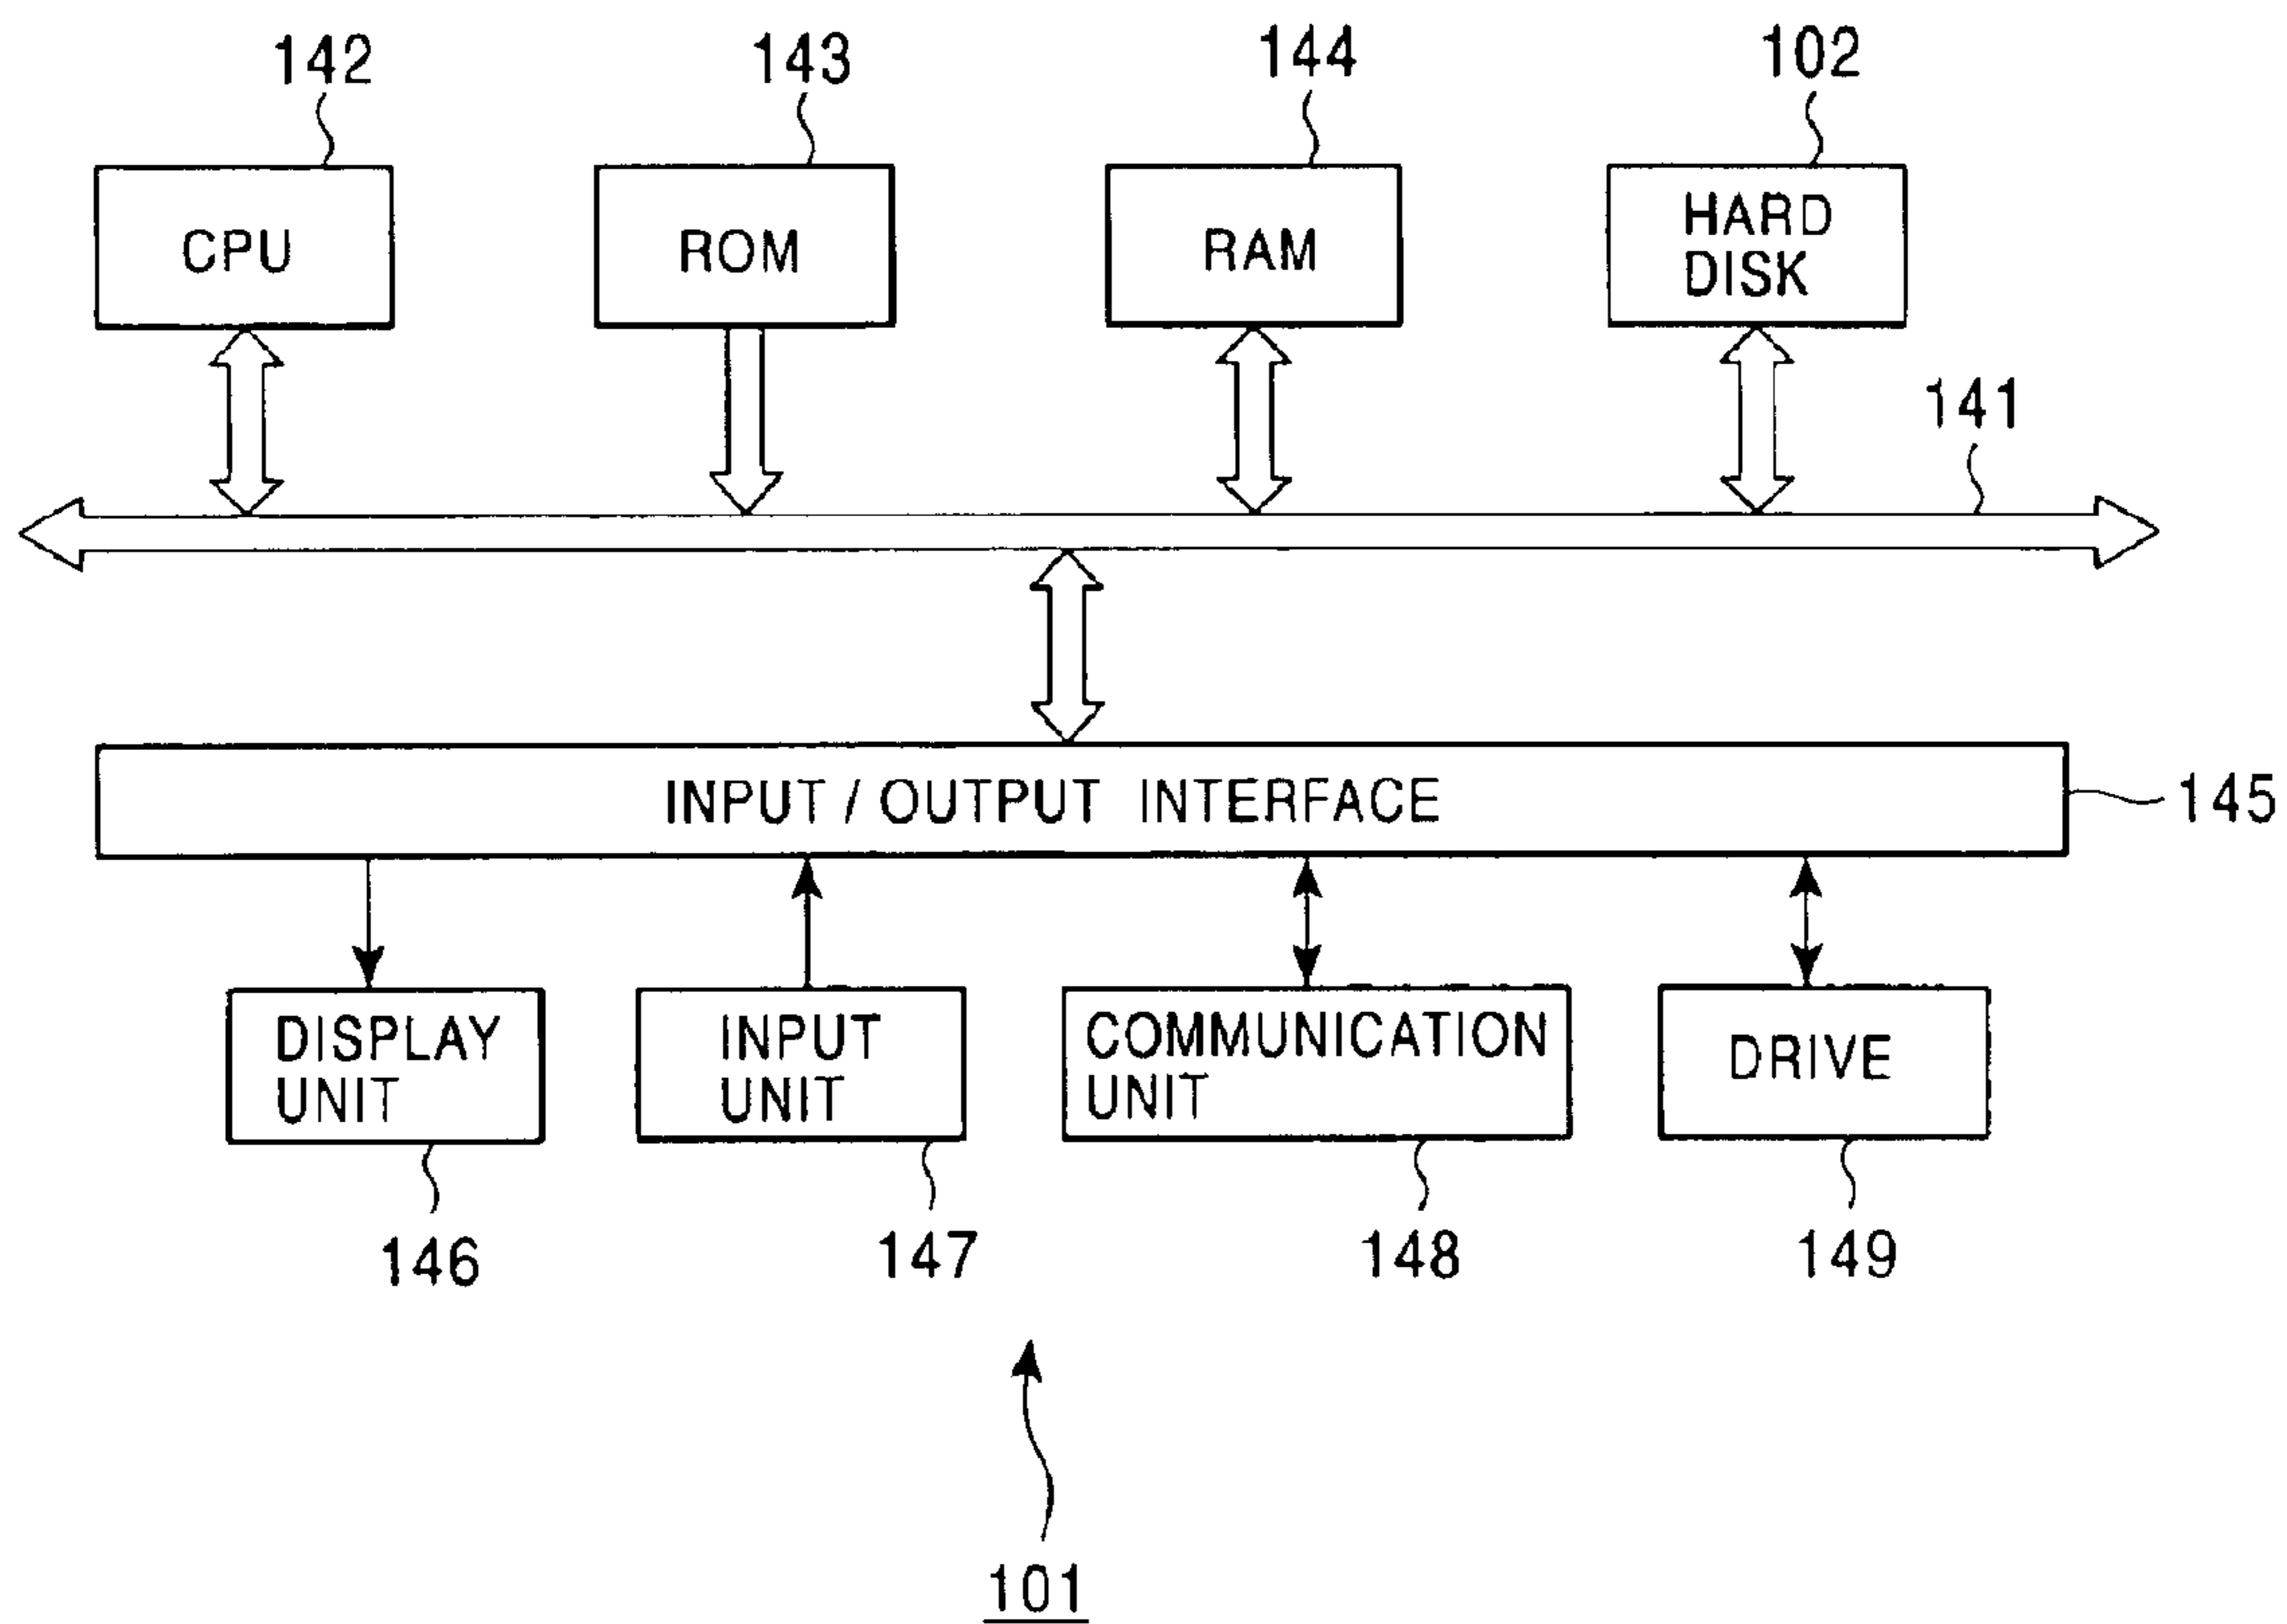 142
143
144
102
CPU
ROM
RAM
HARD
DISK
141
INPUT / OUTPUT INTERFACE
145
DISPLAY
UNIT
INPUT
UNIT
COMMUNICATION
UNIT
DRIVE
146
147
148
149
101